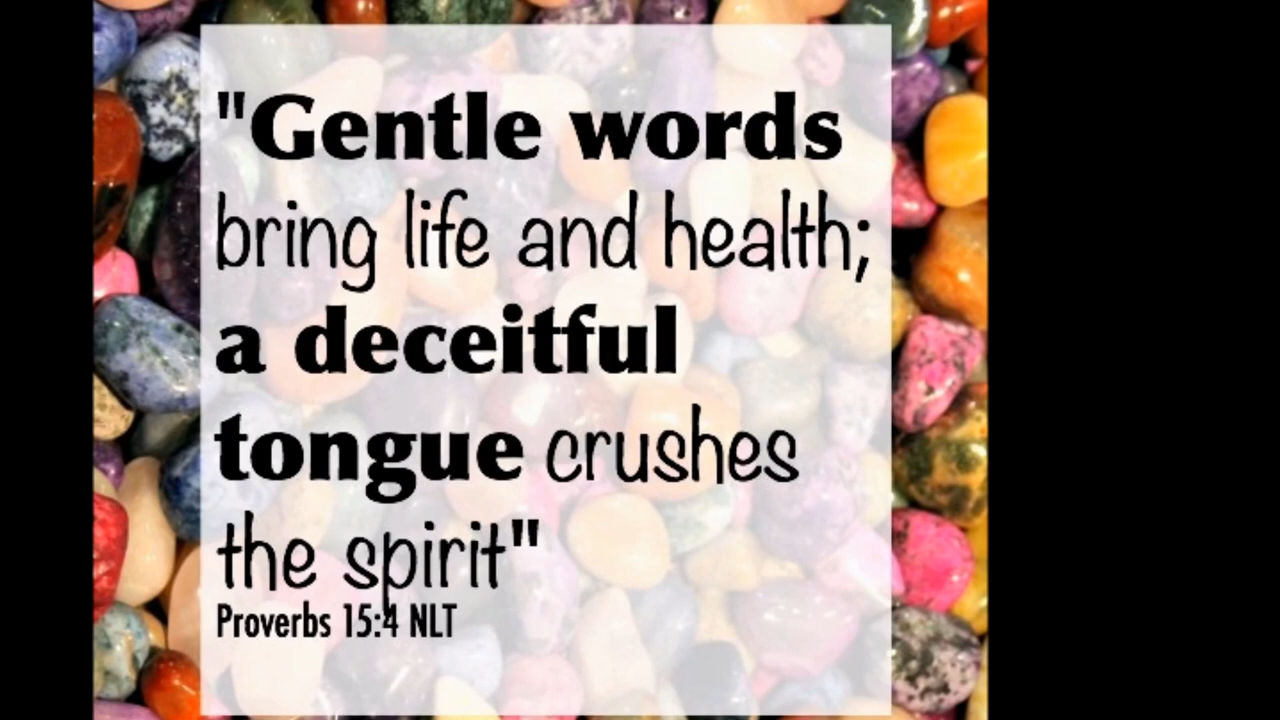 "Gentle words
bring life and health;
a deceitful
tongue crushes
the spirit"
Proverbs 15:4 NLT